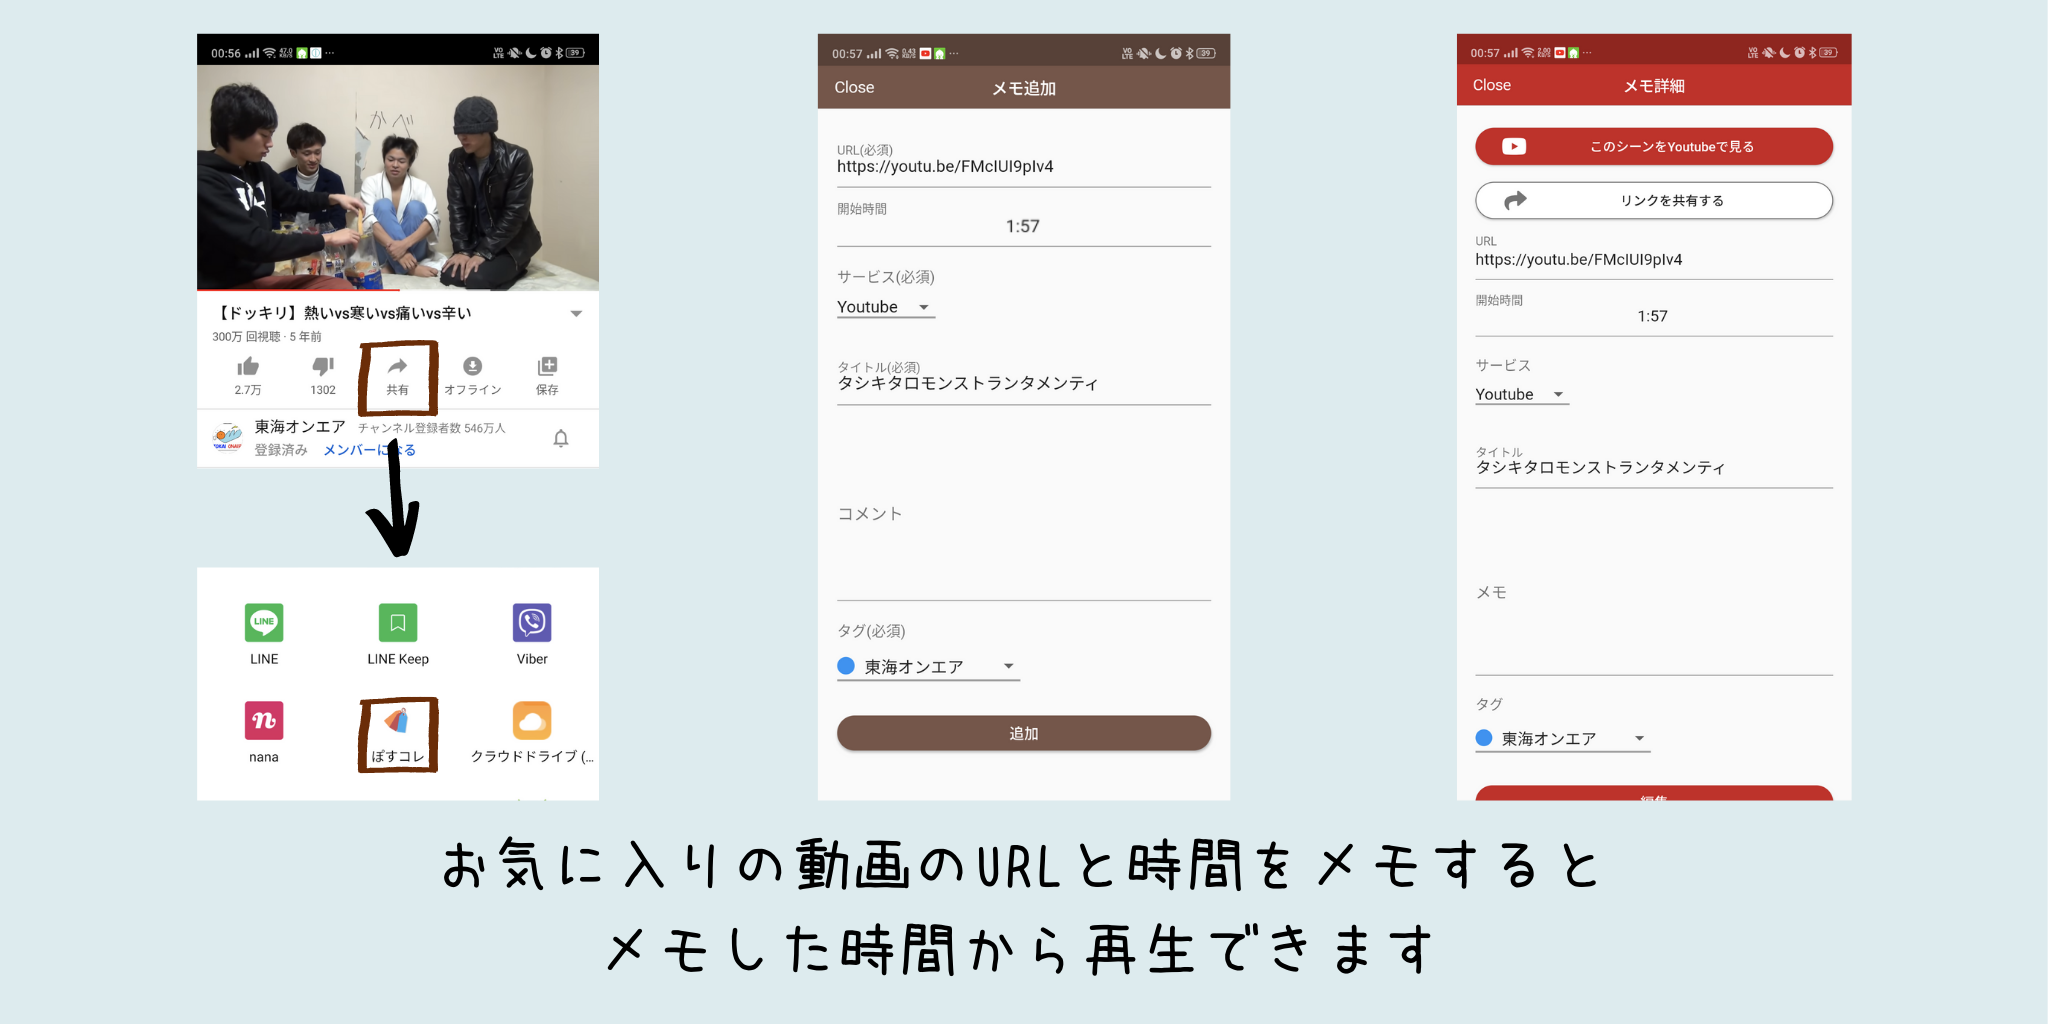 00:56
かべ
【ドッキリ】熱いvs寒いvs痛いvs辛い
300万 回視聴・5 年前
2.7万 1302 共有 オフライン 保存
東海オンエア チャンネル登録者数 546万人
登録済み メンバーになる
LINE
LINE LINE Keep Viber
n
nana ぽすコレ クラウドドライブ (...
00:57
Close メモ追加
URL(必須)
https://youtu.be/FMcIUI9pIv4
開始時間
1:57
サービス(必須)
Youtube
タイトル(必須)
タシキタロモンストランタメンティ
コメント
タグ(必須)
東海オンエア
追加
00:57
Close メモ詳細
このシーンをYoutubeで見る
リンクを共有する
URL
https://youtu.be/FMcIUI9pIv4
開始時間
1:57
サービス
Youtube
タイトル
タシキタロモンストランタメンティ
メモ
タグ
東海オンエア
編集
お気に入りの動画のURLと時間をメモすると
メモした時間から再生できます